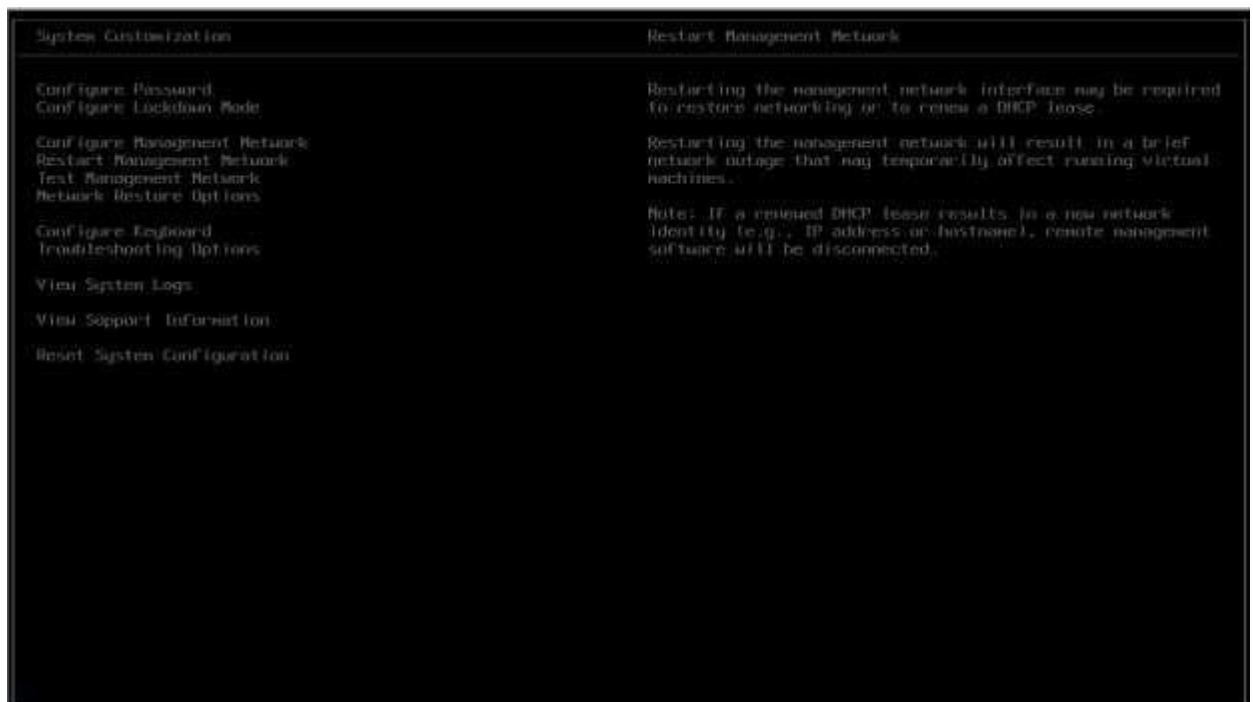 System Customization
Restart Management Network
Configure Password
Configure Lockdown Mode
Configure Management Network
Restart Management Network
Test Management Network
Network Restore Options
Configure Keyboard
Troubleshooting Options
View System Logs
View Support Information
Reset System Configuration
Restarting the management network interface may be required
to restore networking or to renew a DHCP lease.
Restarting the management network will result in a brief
network outage that may temporarily affect running virtual
machines.
Note: If a renewed DHCP lease results in a new network
identity (e.g., IP address or hostname), remote management
software will be disconnected.